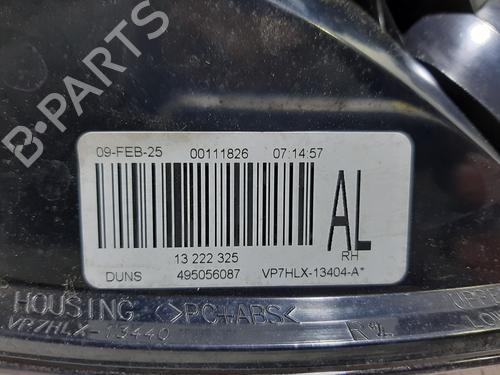 09-FEB-25 00111826 07:14:57
AL
RH
13 222 325
DUNS 495056087 VP7HLX-13404-A*
HOUSING >PC+ABS<
VP7HLX-13440
B-PARTS